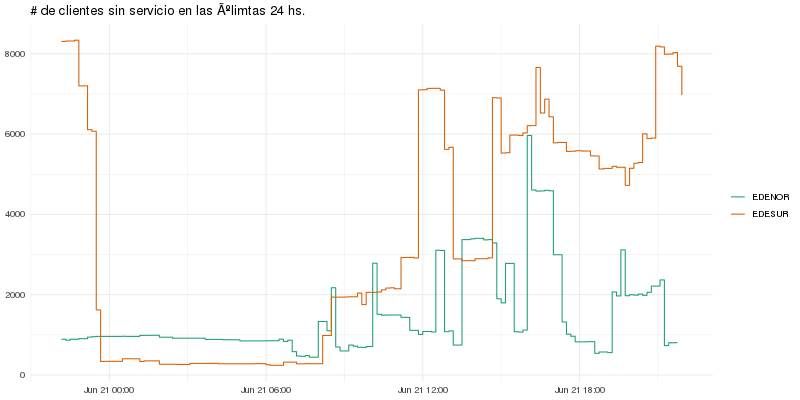 # de clientes sin servicio en las Ãºlimtas 24 hs.
8000
6000
4000
2000
0
Jun 21 00:00
Jun 21 06:00
Jun 21 12:00
Jun 21 18:00
EDENOR
EDESUR